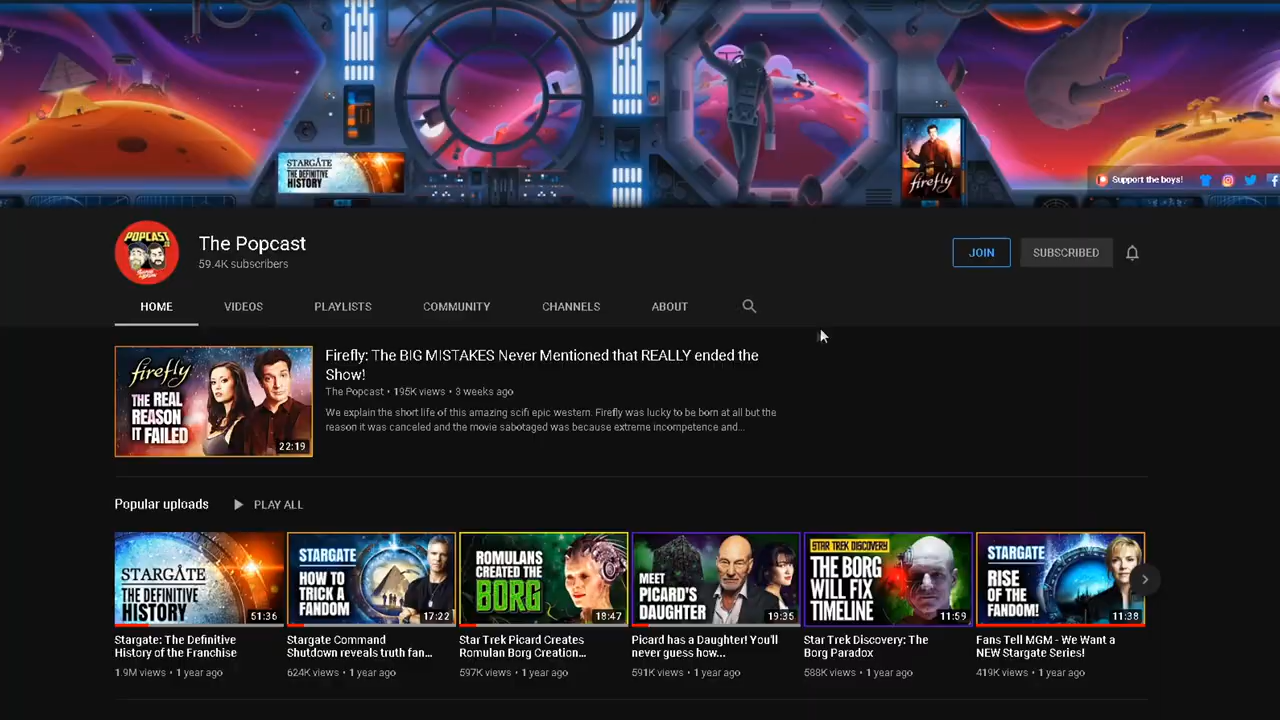 STARGATE
THE DEFINITIVE
HISTORY
firefly
Support the boys!
POPCAST
The Popcast
59.4K subscribers
JOIN
SUBSCRIBED
HOME
VIDEOS
PLAYLISTS
COMMUNITY
CHANNELS
ABOUT
firefly
THE REAL
REASON
IT FAILED
22:19
Firefly: The BIG MISTAKES Never Mentioned that REALLY ended the
Show!
The Popcast • 195K views • 3 weeks ago
We explain the short life of this amazing scifi epic western. Firefly was lucky to be born at all but the
reason it was canceled and the movie sabotaged was because extreme incompetence and...
Popular uploads
PLAY ALL
STARGATE
THE DEFINITIVE
HISTORY
51:36
STARGATE
HOW TO
TRICK A
FANDOM
17:22
ROMULANS
CREATED THE
BORG
18:47
MEET
PICARD'S
DAUGHTER
19:35
STAR TREK DISCOVERY:
THE BORG
WILL FIX
TIMELINE
11:59
STARGATE
RISE OF
THE
FANDOM!
11:38
Stargate: The Definitive
History of the Franchise
1.9M views • 1 year ago
Stargate Command
Shutdown reveals truth fan...
624K views • 1 year ago
Star Trek Picard Creates
Romulan Borg Creation...
597K views • 1 year ago
Picard has a Daughter! You'll
never guess how...
591K views • 1 year ago
Star Trek Discovery: The
Borg Paradox
588K views • 1 year ago
Fans Tell MGM - We Want a
NEW Stargate Series!
419K views • 1 year ago